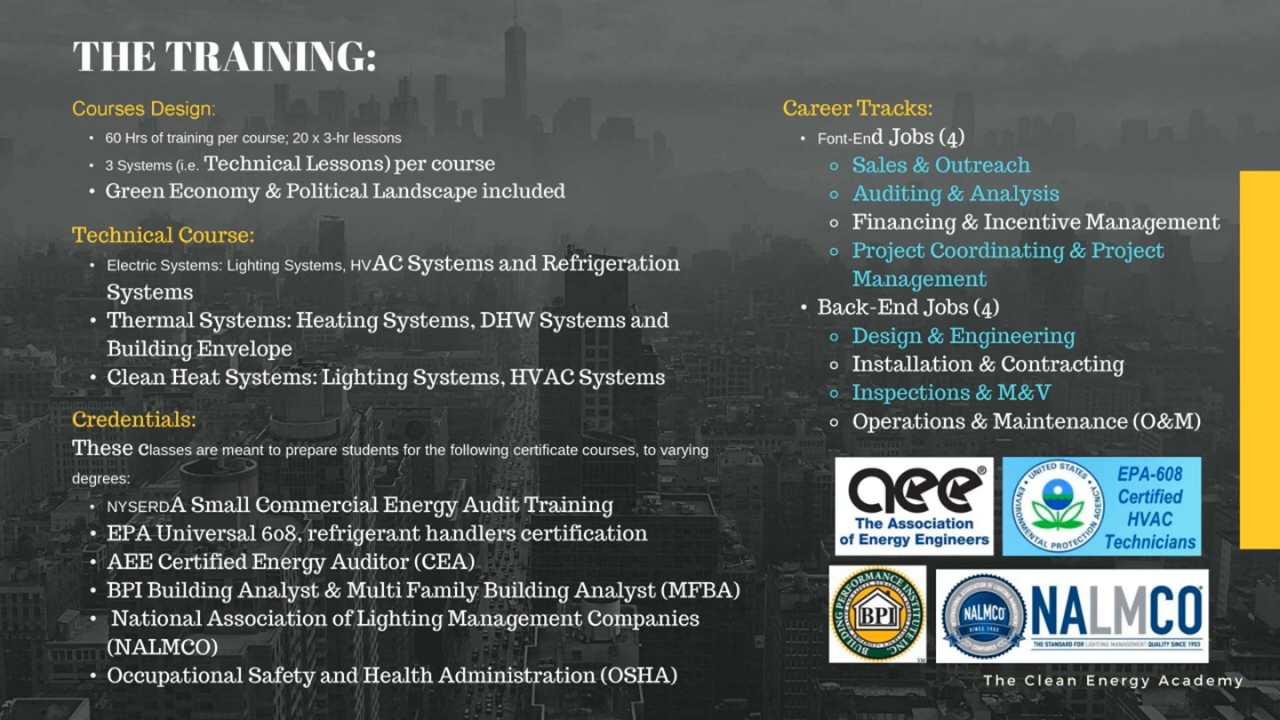 THE TRAINING:
Courses Design:
• 60 Hrs of training per course; 20 x 3-hr lessons
• 3 Systems (i.e. Technical Lessons) per course
• Green Economy & Political Landscape included
Technical Course:
• Electric Systems: Lighting Systems, HVAC Systems and Refrigeration
Systems
• Thermal Systems: Heating Systems, DHW Systems and
Building Envelope
• Clean Heat Systems: Lighting Systems, HVAC Systems
Credentials:
These classes are meant to prepare students for the following certificate courses, to varying
degrees:
• NYSERDA Small Commercial Energy Audit Training
• EPA Universal 608, refrigerant handlers certification
• AEE Certified Energy Auditor (CEA)
• BPI Building Analyst & Multi Family Building Analyst (MFBA)
• National Association of Lighting Management Companies
(NALMCO)
• Occupational Safety and Health Administration (OSHA)
Career Tracks:
• Font-End Jobs (4)
○ Sales & Outreach
○ Auditing & Analysis
○ Financing & Incentive Management
○ Project Coordinating & Project
Management
• Back-End Jobs (4)
○ Design & Engineering
○ Installation & Contracting
○ Inspections & M&V
○ Operations & Maintenance (O&M)
aee®
The Association
of Energy Engineers
UNITED STATES
ENVIRONMENTAL PROTECTION AGENCY
EPA-608
Certified
HVAC
Technicians
BUILDING PERFORMANCE INSTITUTE, INC.
BPI
NALMCO
SINCE 1953
NALMCO
THE STANDARD FOR LIGHTING MANAGEMENT QUALITY SINCE 1953
The Clean Energy Academy